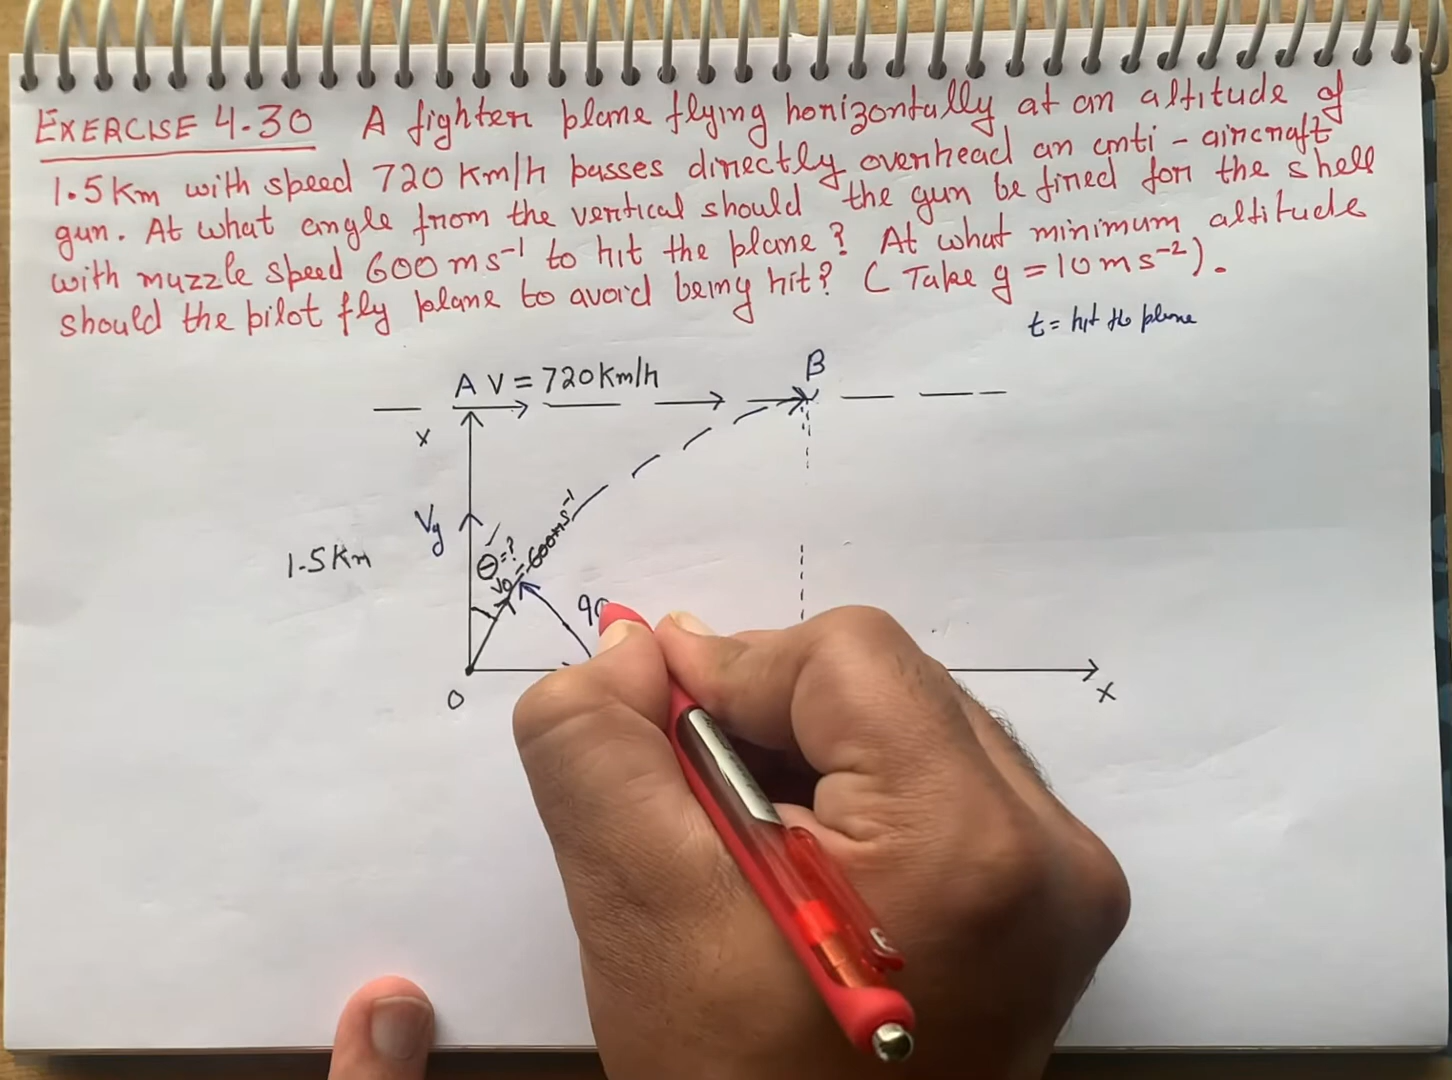 EXERCISE 4.30 A fighter plane flying horizontally at an altitude of
1.5 Km with speed 720 Km/h passes directly overhead an anti-aircraft
gun. At what angle from the vertical should the gun be fired for the shell
with muzzle speed 600 ms⁻¹ to hit the plane? At what minimum altitude
should the pilot fly plane to avoid being hit? (Take g = 10 ms⁻²).
t = hit the plane
A V = 720 Km/h
B
x
Vy
1.5 Km
θ = ?
V₀ = 600 ms⁻¹
90
O
X